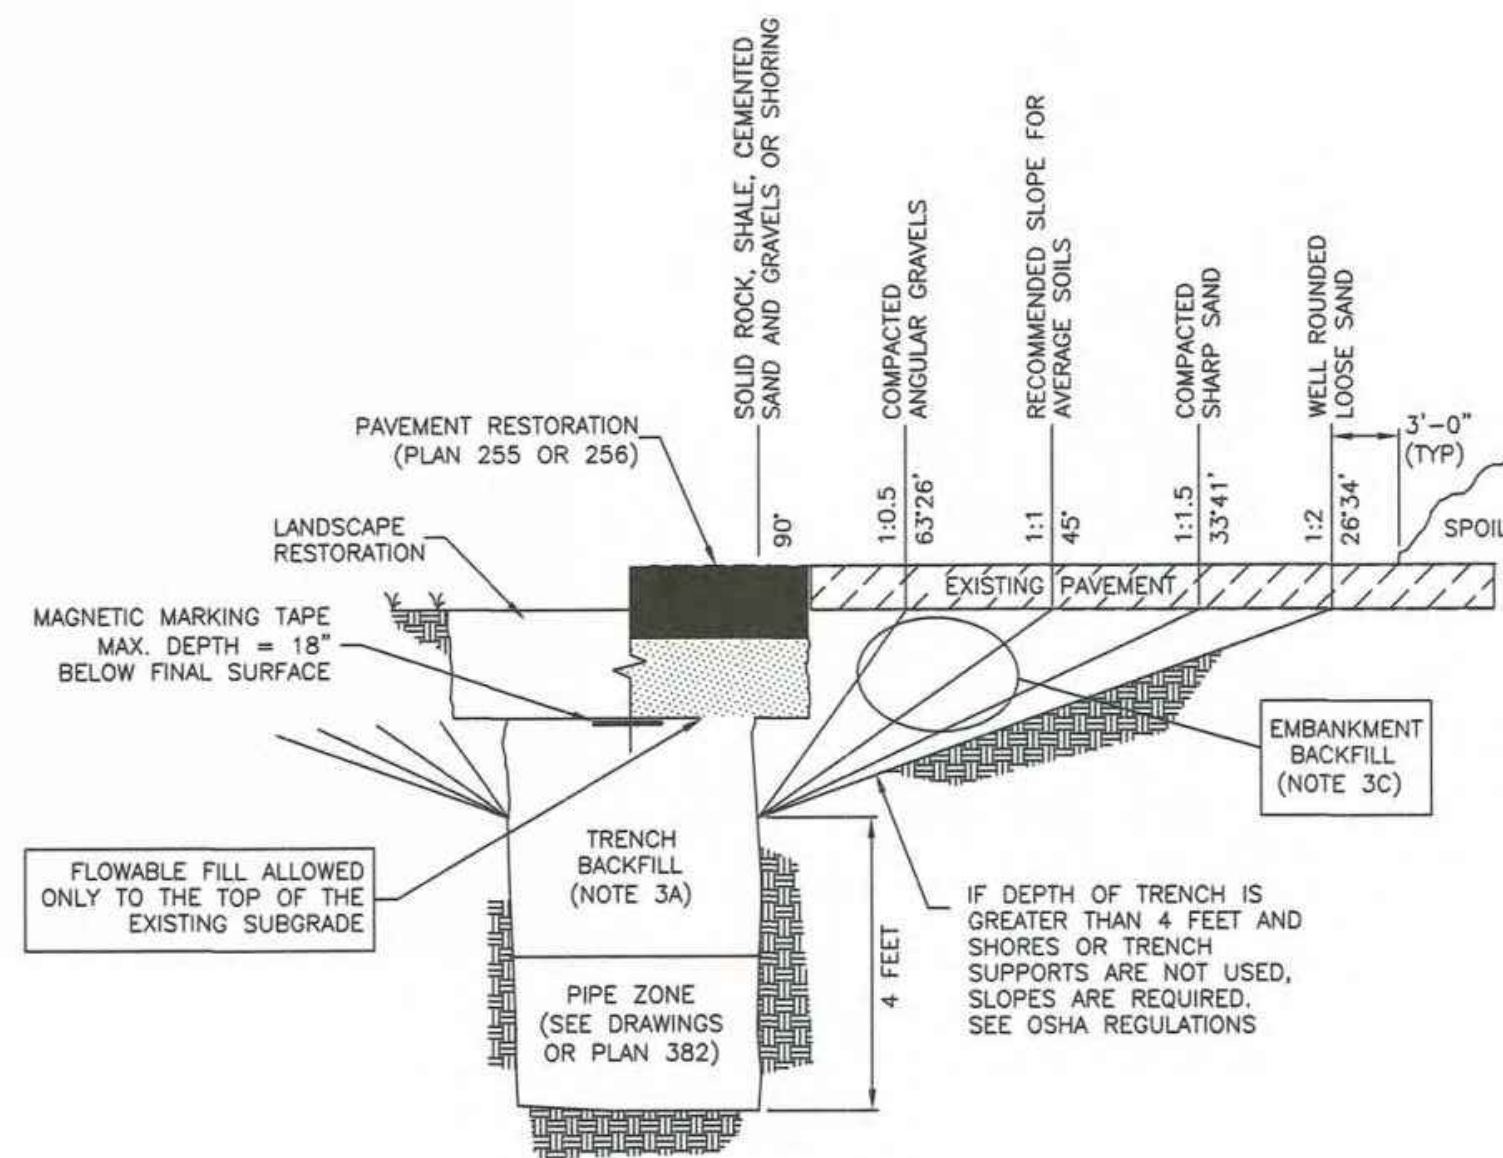 SOLID ROCK, SHALE, CEMENTED
SAND AND GRAVELS OR SHORING
90°
COMPACTED
ANGULAR GRAVELS
1:0.5
63°26'
RECOMMENDED SLOPE FOR
AVERAGE SOILS
1:1
45°
COMPACTED
SHARP SAND
1:1.5
33°41'
WELL ROUNDED
LOOSE SAND
1:2
26°34'
3'-0"
(TYP)
SPOIL
PAVEMENT RESTORATION
(PLAN 255 OR 256)
LANDSCAPE
RESTORATION
EXISTING PAVEMENT
MAGNETIC MARKING TAPE
MAX. DEPTH = 18"
BELOW FINAL SURFACE
EMBANKMENT
BACKFILL
(NOTE 3C)
TRENCH
BACKFILL
(NOTE 3A)
FLOWABLE FILL ALLOWED
ONLY TO THE TOP OF THE
EXISTING SUBGRADE
4 FEET
IF DEPTH OF TRENCH IS
GREATER THAN 4 FEET AND
SHORES OR TRENCH
SUPPORTS ARE NOT USED,
SLOPES ARE REQUIRED.
SEE OSHA REGULATIONS
PIPE ZONE
(SEE DRAWINGS
OR PLAN 382)